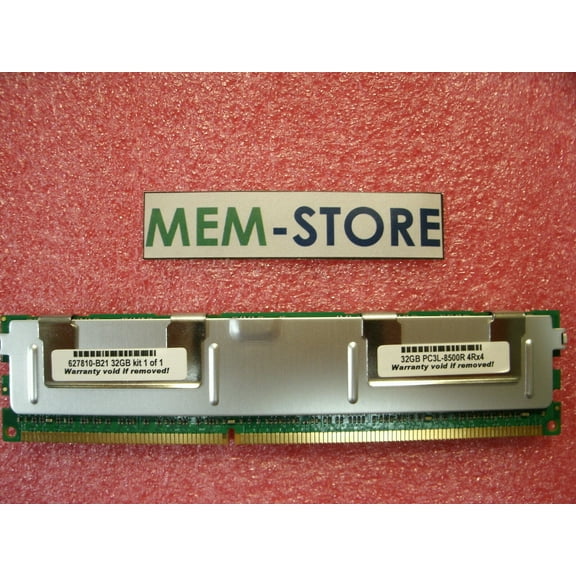 MEM-STORE
627810-B21 32GB kit 1 of 1
Warranty void if removed!
32GB PC3L-8500R 4Rx4
Warranty void if removed!